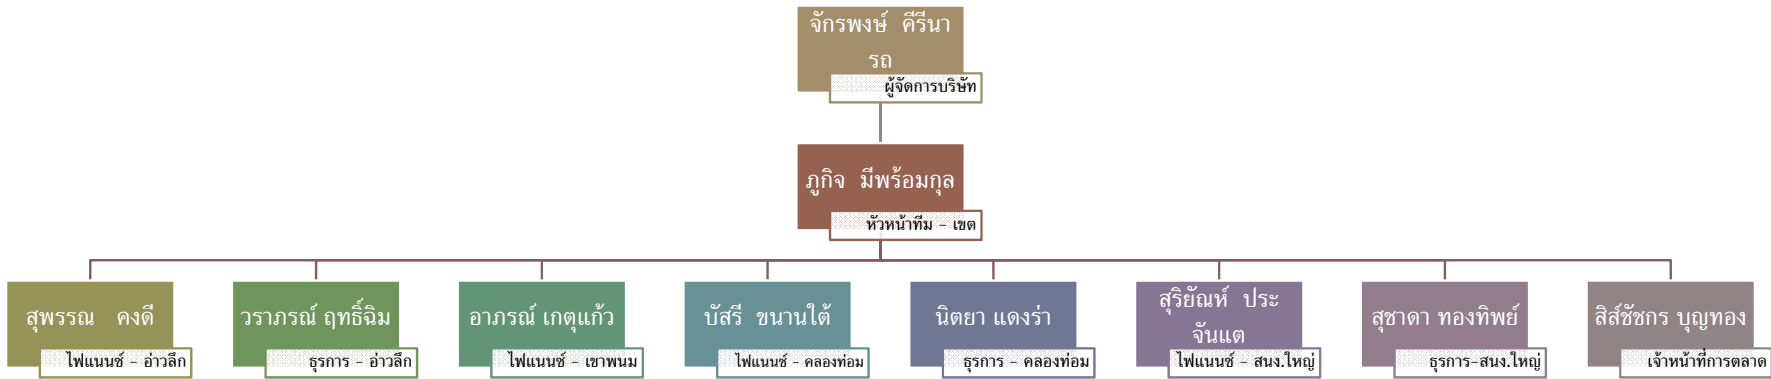 จักรพงษ์ คีรีนา
รถ
ผู้จัดการบริษัท
ภูกิจ มีพร้อมกุล
หัวหน้าทีม - เขต
สุพรรณ คงดี
ไฟแนนซ์ - อ่าวลึก
วราภรณ์ ฤทธิ์ฉิม
ธุรการ - อ่าวลึก
อาภรณ์ เกตุแก้ว
ไฟแนนซ์ - เขาพนม
บัสรี ขนานใต้
ไฟแนนซ์ - คลองท่อม
นิตยา แดงร่า
ธุรการ - คลองท่อม
สุริยัณห์ ประ
จันแต
ไฟแนนซ์ - สนง.ใหญ่
สุชาดา ทองทิพย์
ธุรการ-สนง.ใหญ่
สิส์ชัชกร บุญทอง
เจ้าหน้าที่การตลาด